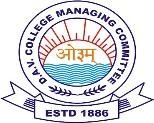 D.A.V. COLLEGE MANAGING COMMITTEE
ओ३म्
ESTD 1886